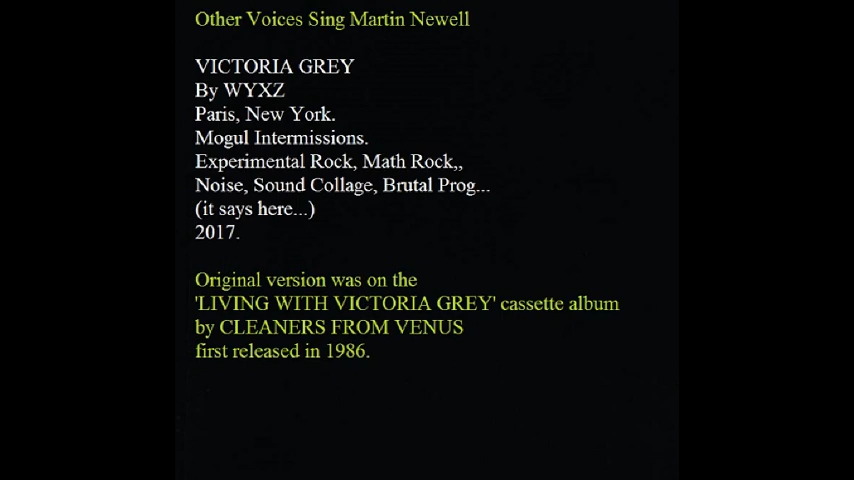 Other Voices Sing Martin Newell
VICTORIA GREY
By WYXZ
Paris, New York.
Mogul Intermissions.
Experimental Rock, Math Rock,,
Noise, Sound Collage, Brutal Prog...
(it says here...)
2017.
Original version was on the
'LIVING WITH VICTORIA GREY' cassette album
by CLEANERS FROM VENUS
first released in 1986.